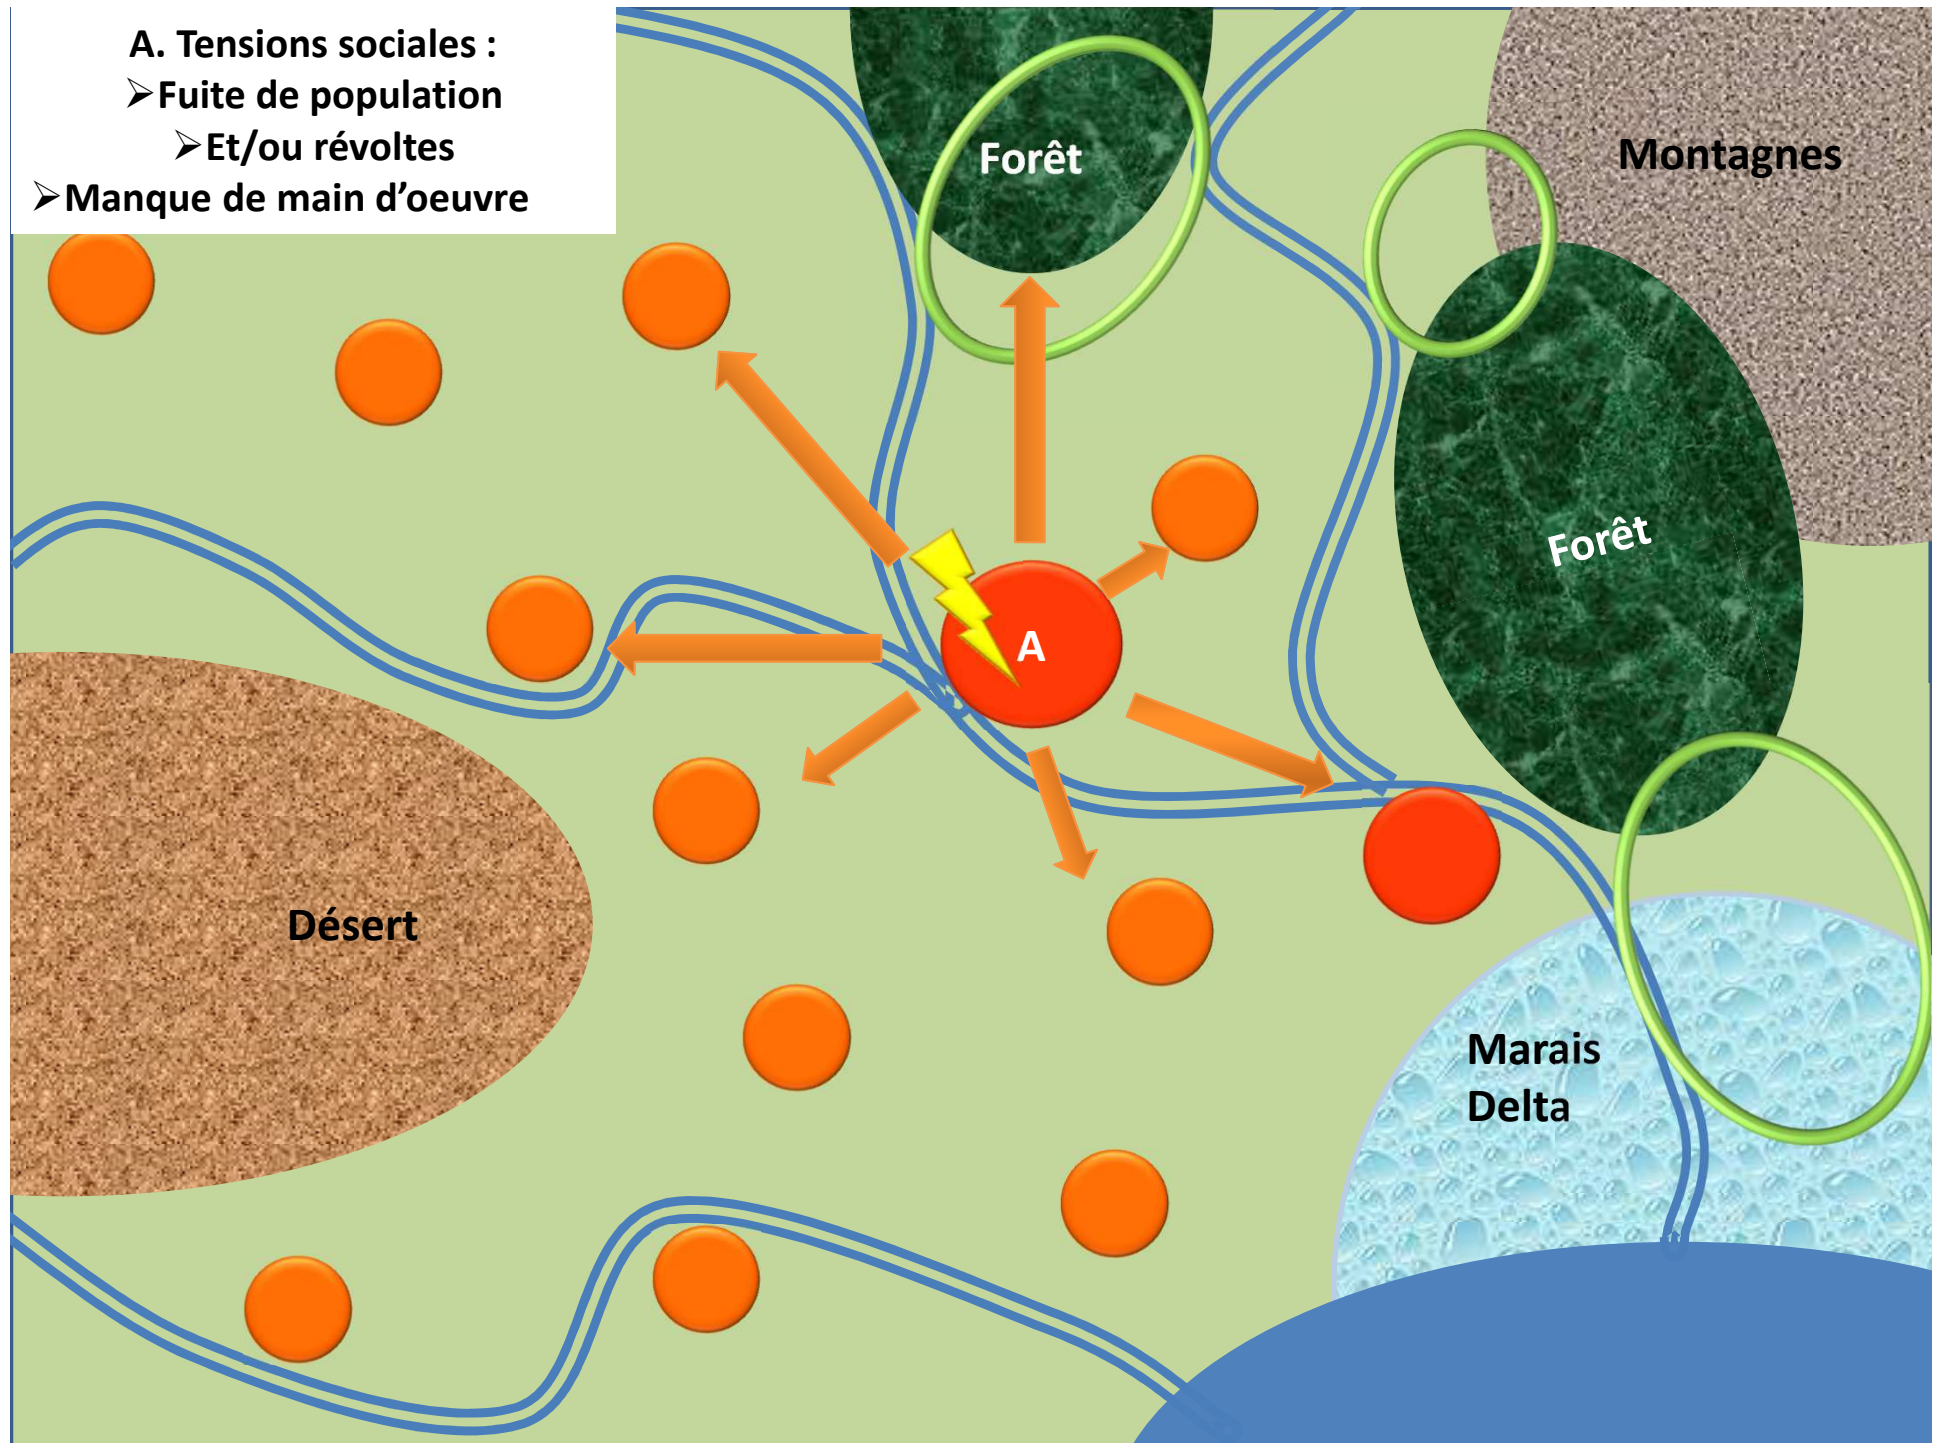 A. Tensions sociales :
➢Fuite de population
➢Et/ou révoltes
➢Manque de main d’oeuvre
Forêt
Montagnes
Forêt
A
Désert
Marais
Delta